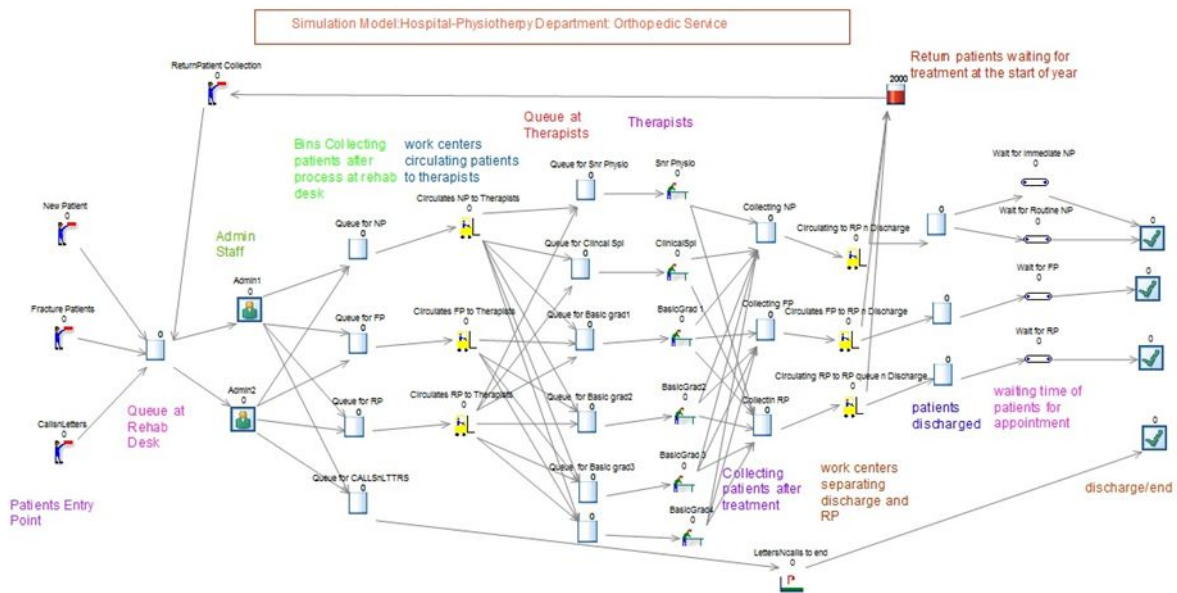 Simulation Model:Hospital-Physiotherpy Department: Orthopedic Service
ReturnPatient Collection
0
2000
Return patients waiting for
treatment at the start of year
Queue at
Therapists
Therapists
Bins Collecting
patients after
process at rehab
desk
work centers
circulating patients
to therapists
Queue for Snr Physio
0
Snr Physio
0
Wait for Immediate NP
0
New Patient
0
Circulates NP to Therapists
0
Queue for NP
0
Collecting NP
0
Circulating to RP n Discharge
0
0
Wait for Routine NP
0
0
Admin
Staff
Queue for Clincal Spl
0
ClinicalSpl
0
Wait for FP
0
0
Admin1
0
Fracture Patients
0
0
Queue for FP
0
Circulates FP to Therapists
0
Queue for Basic grad1
0
BasicGrad 1
0
Collecting FP
0
Circulates FP to RP n Discharge
0
0
Wait for RP
0
0
Admin2
0
Queue for RP
0
Circulates RP to Therapists
0
Queue for Basic grad2
0
BasicGrad2
0
Collectin RP
0
Circulating RP to RP queue n Discharge
0
0
CallsnLetters
0
Queue at
Rehab
Desk
patients
discharged
waiting time of
patients for
appointment
0
Queue for CALLSnLTTRS
0
Queue for Basic grad3
0
BasicGrad 3
0
Collecting
patients after
treatment
work centers
separating
discharge and
RP
discharge/end
Patients Entry
Point
0
BasicGrad4
0
LettersNcalls to end
0
P